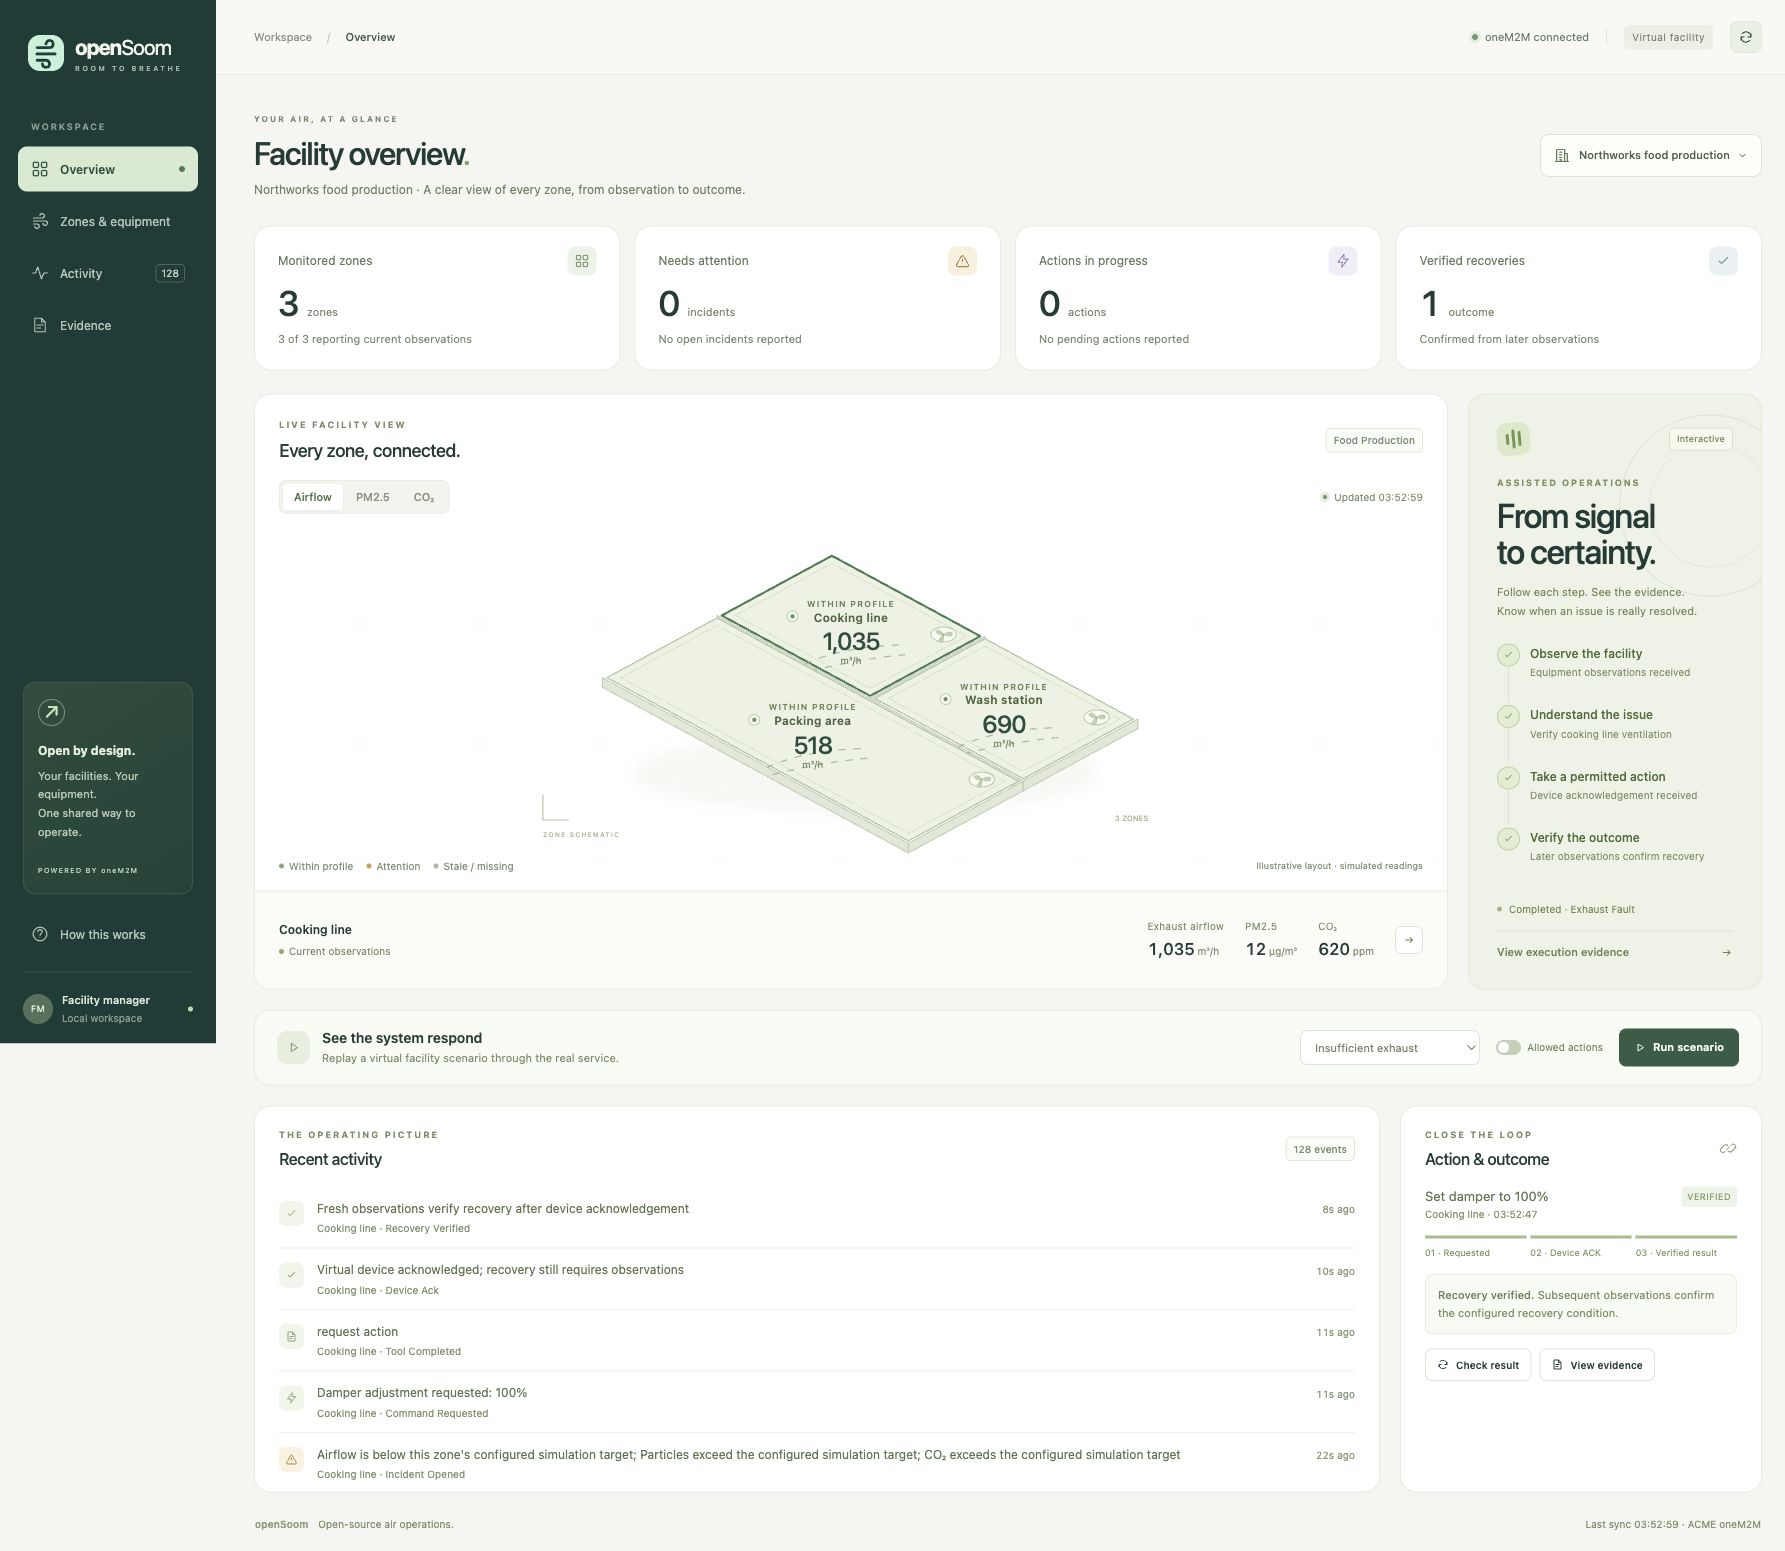 openSoom
ROOM TO BREATHE
WORKSPACE
Overview
Zones & equipment
Activity 128
Evidence
Open by design.
Your facilities. Your
equipment.
One shared way to
operate.
POWERED BY oneM2M
How this works
FM
Facility manager
Local workspace
Workspace / Overview
oneM2M connected
Virtual facility
YOUR AIR, AT A GLANCE
Facility overview.
Northworks food production · A clear view of every zone, from observation to outcome.
Northworks food production
Monitored zones
3 zones
3 of 3 reporting current observations
Needs attention
0 incidents
No open incidents reported
Actions in progress
0 actions
No pending actions reported
Verified recoveries
1 outcome
Confirmed from later observations
LIVE FACILITY VIEW
Every zone, connected.
Food Production
Airflow PM2.5 CO₂
Updated 03:52:59
WITHIN PROFILE
Cooking line
1,035
m³/h
WITHIN PROFILE
Wash station
690
m³/h
WITHIN PROFILE
Packing area
518
m³/h
ZONE SCHEMATIC
3 ZONES
Within profile Attention Stale / missing
Illustrative layout · simulated readings
Cooking line
Current observations
Exhaust airflow
1,035 m³/h
PM2.5
12 µg/m³
CO₂
620 ppm
Interactive
ASSISTED OPERATIONS
From signal
to certainty.
Follow each step. See the evidence.
Know when an issue is really resolved.
Observe the facility
Equipment observations received
Understand the issue
Verify cooking line ventilation
Take a permitted action
Device acknowledgement received
Verify the outcome
Later observations confirm recovery
Completed · Exhaust Fault
View execution evidence
See the system respond
Replay a virtual facility scenario through the real service.
Insufficient exhaust
Allowed actions
Run scenario
THE OPERATING PICTURE
Recent activity
128 events
Fresh observations verify recovery after device acknowledgement
Cooking line · Recovery Verified
8s ago
Virtual device acknowledged; recovery still requires observations
Cooking line · Device Ack
10s ago
request action
Cooking line · Tool Completed
11s ago
Damper adjustment requested: 100%
Cooking line · Command Requested
11s ago
Airflow is below this zone's configured simulation target; Particles exceed the configured simulation target; CO₂ exceeds the configured simulation target
Cooking line · Incident Opened
22s ago
CLOSE THE LOOP
Action & outcome
Set damper to 100%
VERIFIED
Cooking line · 03:52:47
01 · Requested
02 · Device ACK
03 · Verified result
Recovery verified. Subsequent observations confirm
the configured recovery condition.
Check result
View evidence
openSoom Open-source air operations.
Last sync 03:52:59 · ACME oneM2M